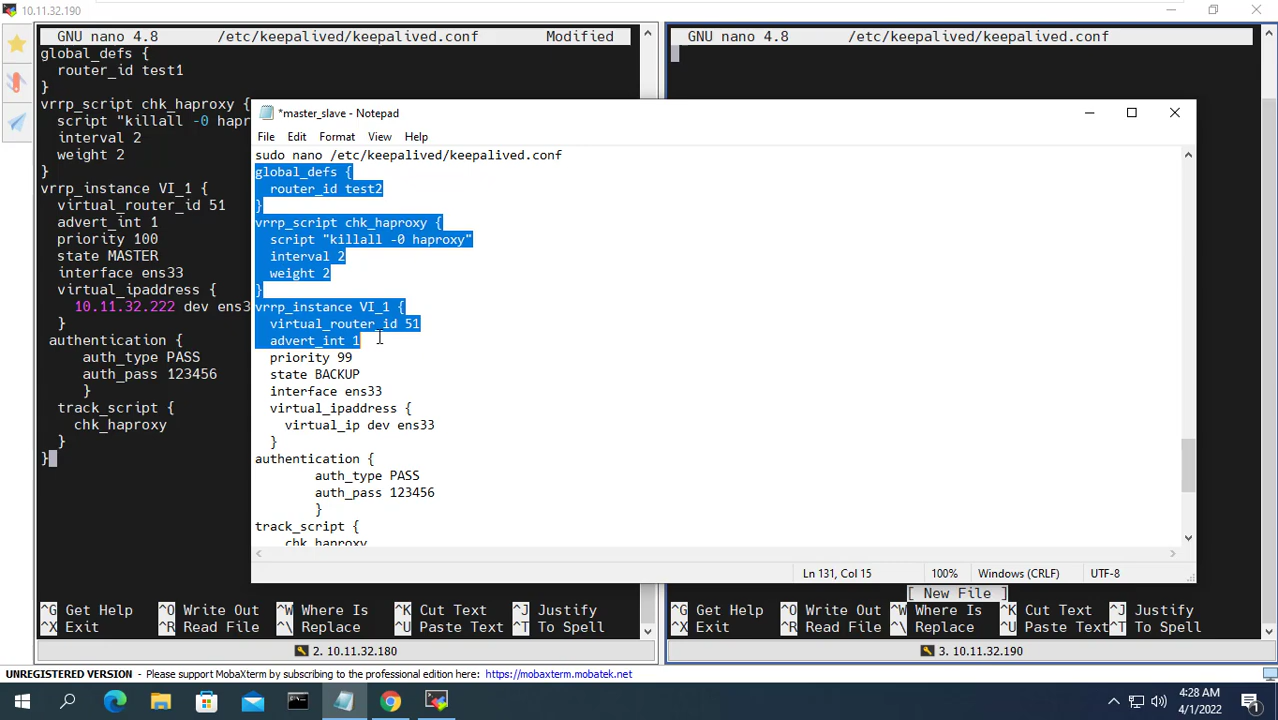 10.11.32.190
GNU nano 4.8 /etc/keepalived/keepalived.conf Modified
global_defs {
router_id test1
}
vrrp_script chk_haproxy {
script "killall -0 hapr
interval 2
weight 2
}
vrrp_instance VI_1 {
virtual_router_id 51
advert_int 1
priority 100
state MASTER
interface ens33
virtual_ipaddress {
10.11.32.222 dev ens3
}
authentication {
auth_type PASS
auth_pass 123456
}
track_script {
chk_haproxy
}
}
^G Get Help ^O Write Out ^W Where Is ^K Cut Text ^J Justify
^X Exit ^R Read File ^\ Replace ^U Paste Text ^T To Spell
2. 10.11.32.180
GNU nano 4.8 /etc/keepalived/keepalived.conf
*master_slave - Notepad
File Edit Format View Help
sudo nano /etc/keepalived/keepalived.conf
global_defs {
router_id test2
}
vrrp_script chk_haproxy {
script "killall -0 haproxy"
interval 2
weight 2
}
vrrp_instance VI_1 {
virtual_router_id 51
advert_int 1
priority 99
state BACKUP
interface ens33
virtual_ipaddress {
virtual_ip dev ens33
}
authentication {
auth_type PASS
auth_pass 123456
}
track_script {
chk_haproxy
Ln 131, Col 15 100% Windows (CRLF) UTF-8
[ New File ]
^G Get Help ^O Write Out ^W Where Is ^K Cut Text ^J Justify
^X Exit ^R Read File ^\ Replace ^U Paste Text ^T To Spell
3. 10.11.32.190
UNREGISTERED VERSION - Please support MobaXterm by subscribing to the professional edition here: https://mobaxterm.mobatek.net
4:28 AM
4/1/2022
1